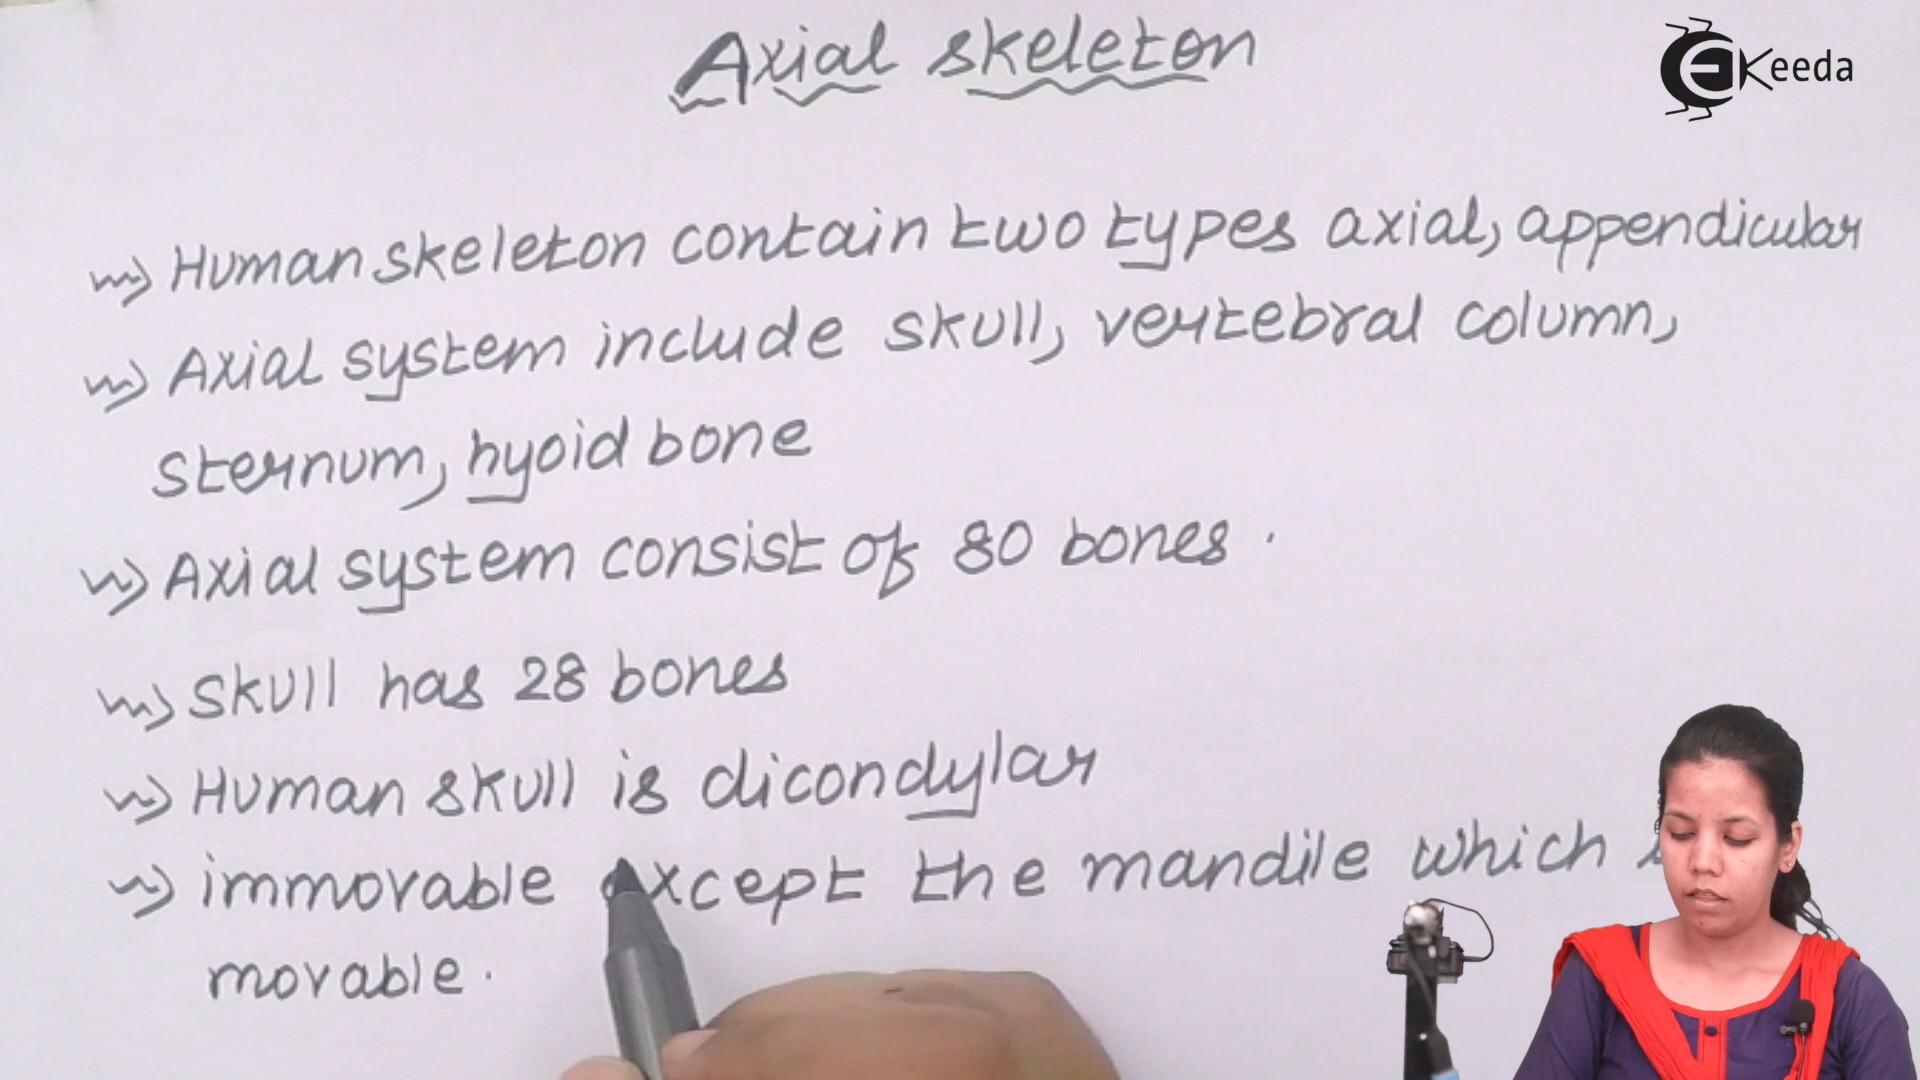 Axial skeleton
EKeeda
Human skeleton contain two types axial, appendicular
Axial system include skull, vertebral column,
sternum, hyoid bone
Axial system consist of 80 bones.
Skull has 28 bones
Human skull is dicondylar
immovable except the mandile which
movable.